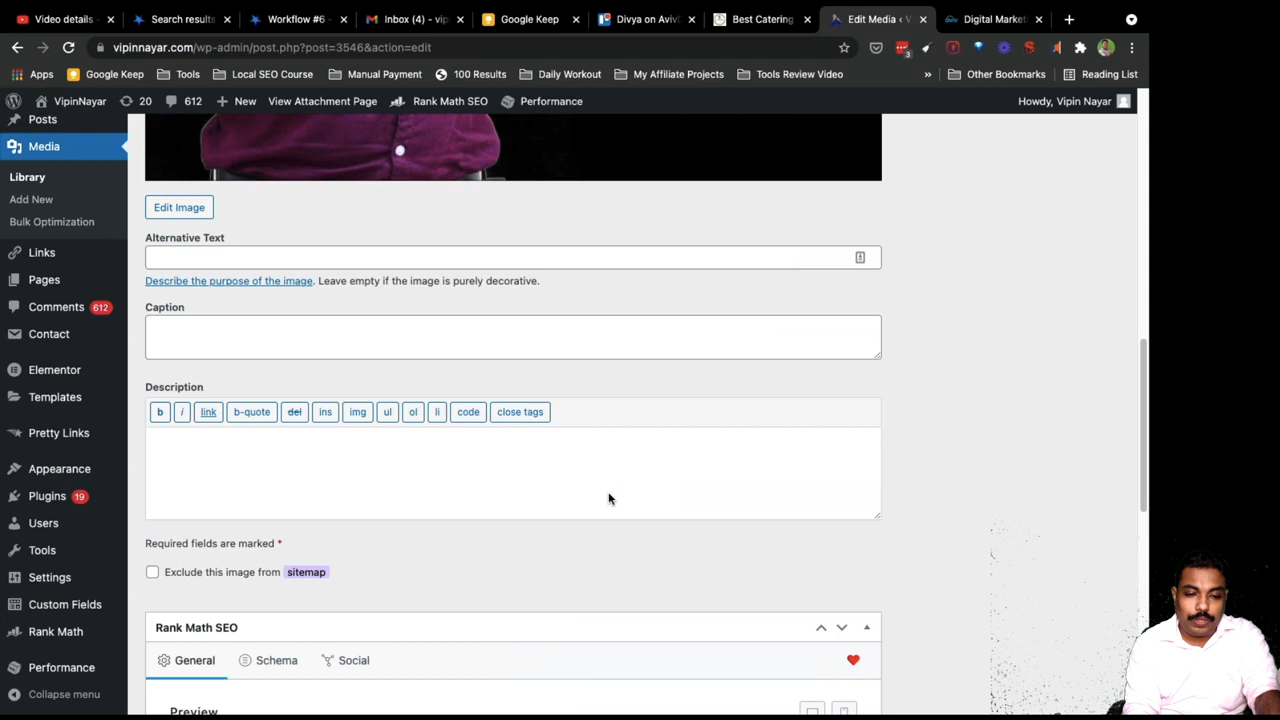 Video details -
Search results
Workflow #6 -
Inbox (4) - vip
Google Keep
Divya on AvivD
Best Catering
Edit Media ‹ V
Digital Market
vipinnayar.com/wp-admin/post.php?post=3546&action=edit
3
Apps
Google Keep
Tools
Local SEO Course
Manual Payment
100 Results
Daily Workout
My Affiliate Projects
Tools Review Video
»
Other Bookmarks
Reading List
VipinNayar
20
612
New
View Attachment Page
Rank Math SEO
Performance
Howdy, Vipin Nayar
Posts
Media
Library
Add New
Bulk Optimization
Links
Pages
Comments 612
Contact
Elementor
Templates
Pretty Links
Appearance
Plugins 19
Users
Tools
Settings
Custom Fields
Rank Math
Performance
Collapse menu
Edit Image
Alternative Text
Describe the purpose of the image. Leave empty if the image is purely decorative.
Caption
Description
b
i
link
b-quote
del
ins
img
ul
ol
li
code
close tags
Required fields are marked *
Exclude this image from sitemap
Rank Math SEO
General
Schema
Social
Preview